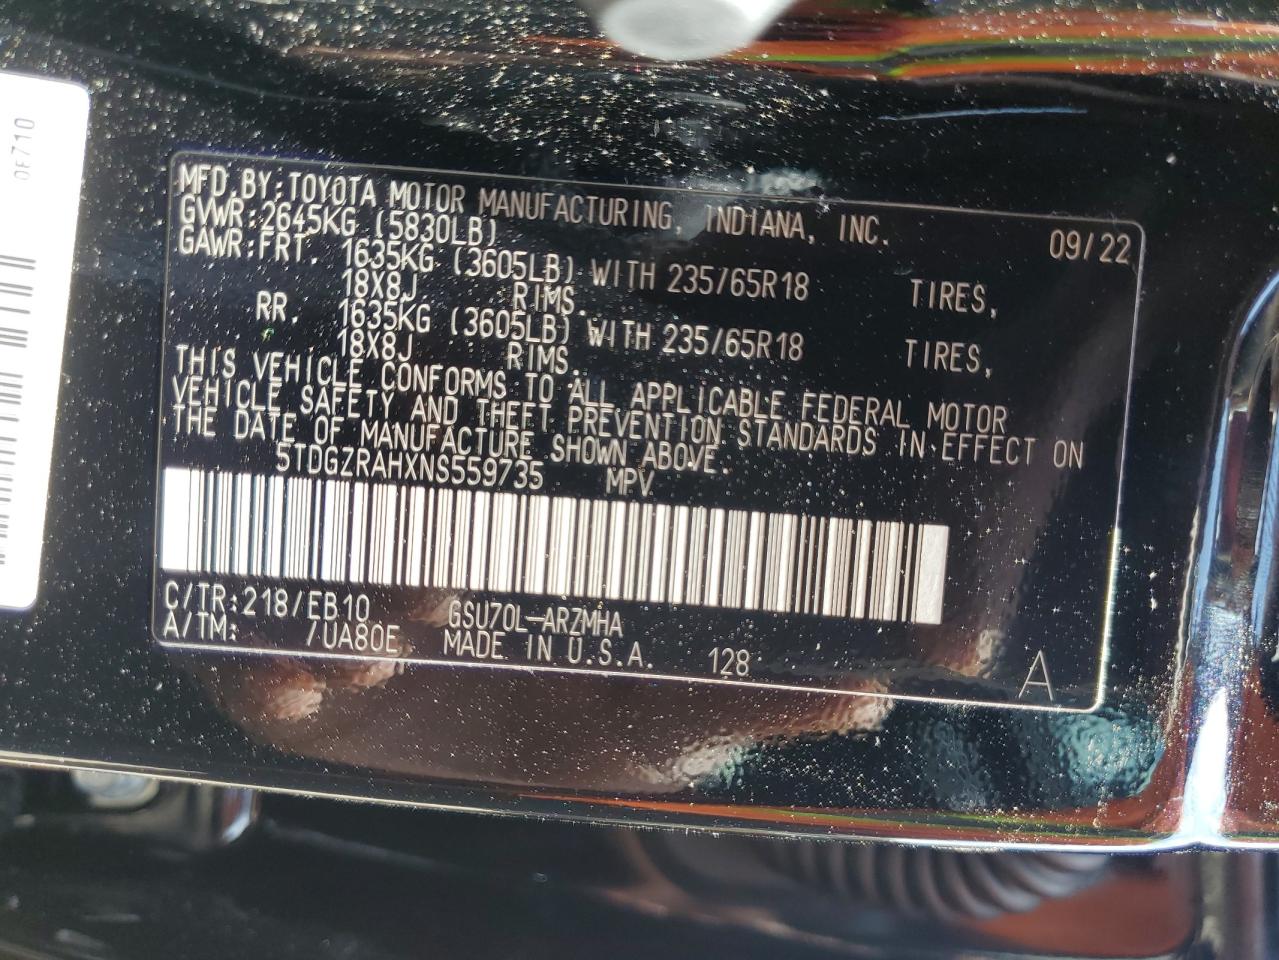 0E710
MFD.BY:TOYOTA MOTOR MANUFACTURING, INDIANA, INC. 09/22
GVWR:2645KG (5830LB)
GAWR:FRT. 1635KG (3605LB) WITH 235/65R18 TIRES,
18X8J RIMS.
RR. 1635KG (3605LB) WITH 235/65R18 TIRES,
18X8J RIMS.
THIS VEHICLE CONFORMS TO ALL APPLICABLE FEDERAL MOTOR
VEHICLE SAFETY AND THEFT PREVENTION STANDARDS IN EFFECT ON
THE DATE OF MANUFACTURE SHOWN ABOVE.
5TDGZRAHXNS559735 MPV
C/TR:218/EB10 GSU70L-ARZMHA
A/TM: /UA80E MADE IN U.S.A. 128 A